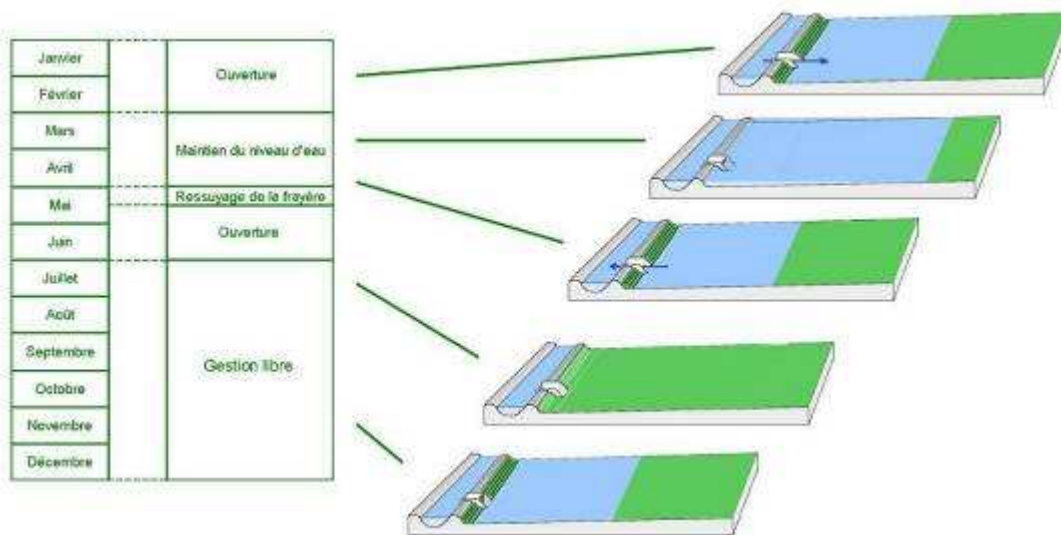 Janvier
Février
Mars
Avril
Mai
Juin
Juillet
Août
Septembre
Octobre
Novembre
Décembre
Ouverture
Maintien du niveau d'eau
Ressuyage de la frayère
Ouverture
Gestion libre